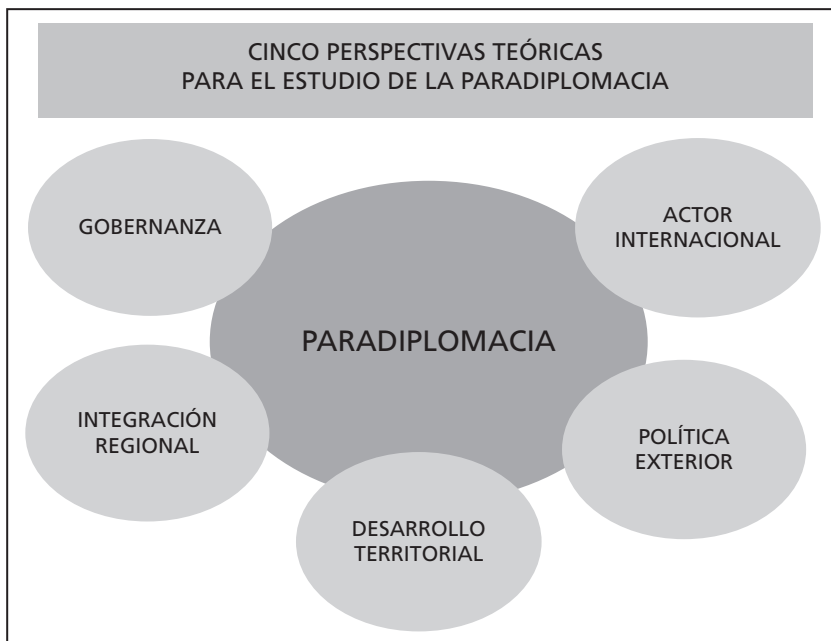 CINCO PERSPECTIVAS TEÓRICAS
PARA EL ESTUDIO DE LA PARADIPLOMACIA
GOBERNANZA
ACTOR
INTERNACIONAL
PARADIPLOMACIA
INTEGRACIÓN
REGIONAL
POLÍTICA
EXTERIOR
DESARROLLO
TERRITORIAL